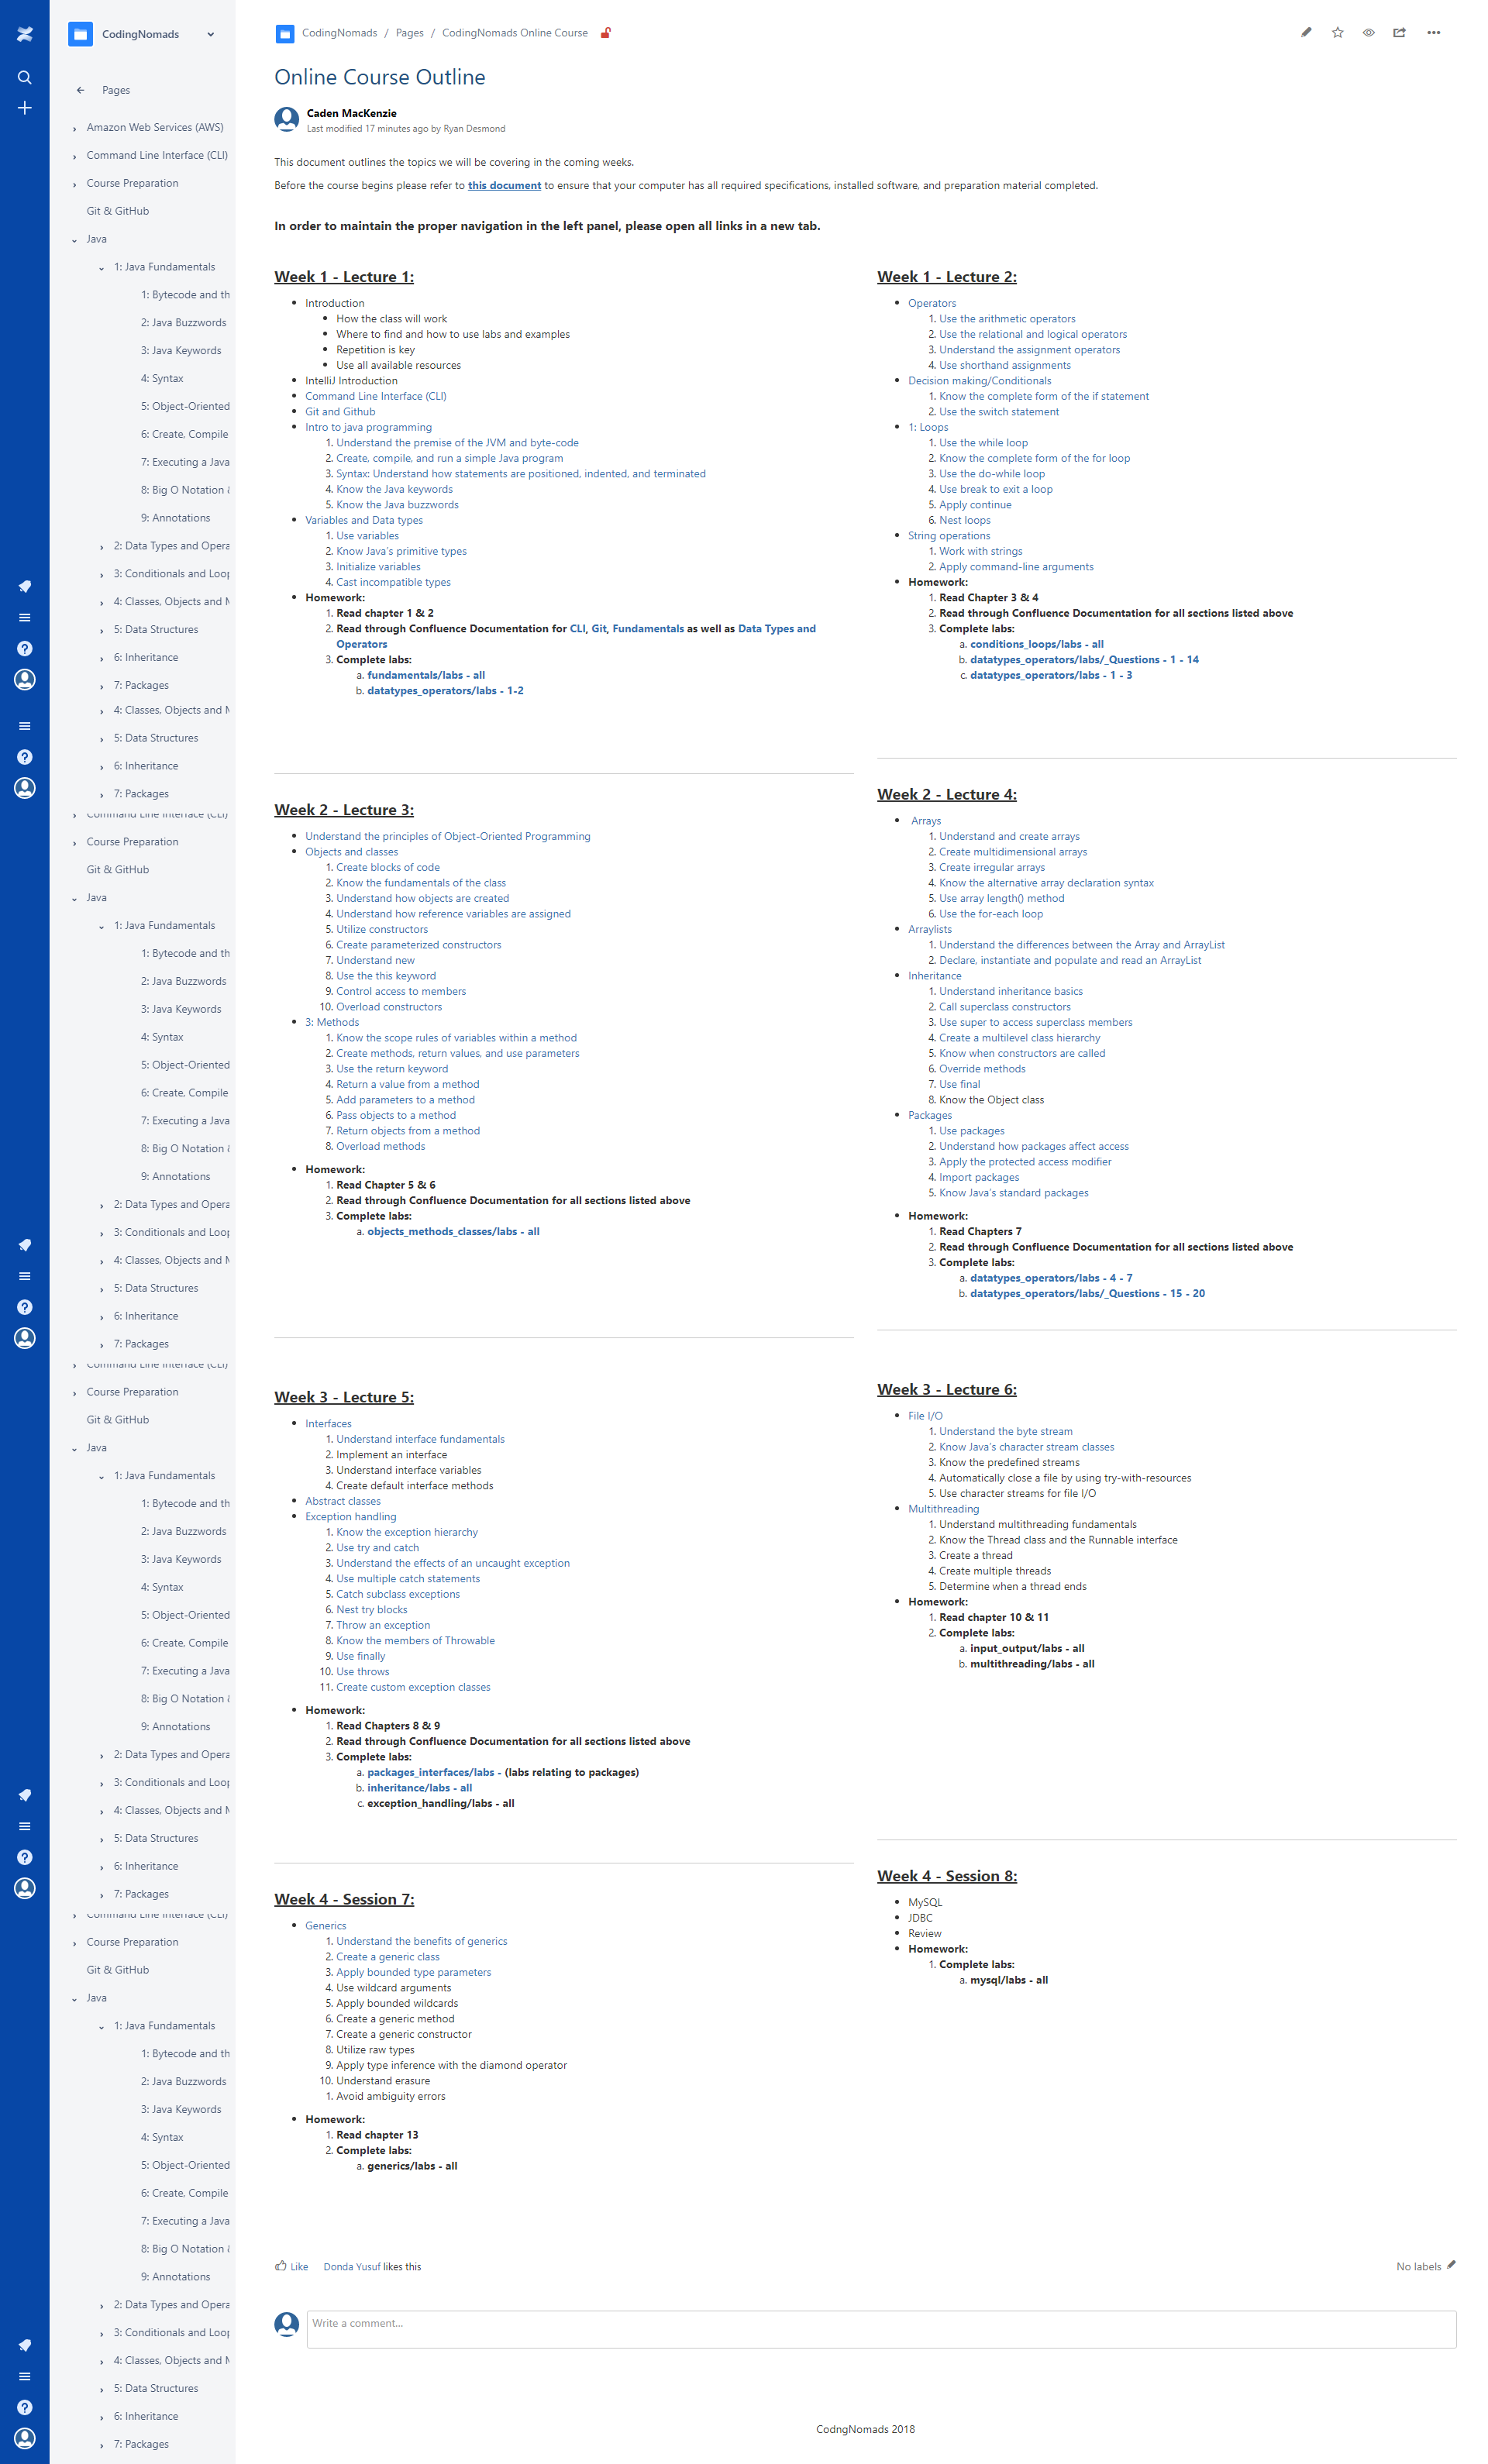 CodingNomads
Pages
Amazon Web Services (AWS)
Command Line Interface (CLI)
Course Preparation
Git & GitHub
Java
1: Java Fundamentals
1: Bytecode and th
2: Java Buzzwords
3: Java Keywords
4: Syntax
5: Object-Oriented
6: Create, Compile
7: Executing a Java
8: Big O Notation
9: Annotations
2: Data Types and Opera
3: Conditionals and Loop
4: Classes, Objects and M
5: Data Structures
6: Inheritance
7: Packages
4: Classes, Objects and M
5: Data Structures
6: Inheritance
7: Packages
Command Line Interface (CLI)
Course Preparation
Git & GitHub
Java
1: Java Fundamentals
1: Bytecode and th
2: Java Buzzwords
3: Java Keywords
4: Syntax
5: Object-Oriented
6: Create, Compile
7: Executing a Java
8: Big O Notation
9: Annotations
2: Data Types and Opera
3: Conditionals and Loop
4: Classes, Objects and M
5: Data Structures
6: Inheritance
7: Packages
Command Line Interface (CLI)
Course Preparation
Git & GitHub
Java
1: Java Fundamentals
1: Bytecode and th
2: Java Buzzwords
3: Java Keywords
4: Syntax
5: Object-Oriented
6: Create, Compile
7: Executing a Java
8: Big O Notation
9: Annotations
2: Data Types and Opera
3: Conditionals and Loop
4: Classes, Objects and M
5: Data Structures
6: Inheritance
7: Packages
Command Line Interface (CLI)
Course Preparation
Git & GitHub
Java
1: Java Fundamentals
1: Bytecode and th
2: Java Buzzwords
3: Java Keywords
4: Syntax
5: Object-Oriented
6: Create, Compile
7: Executing a Java
8: Big O Notation
9: Annotations
2: Data Types and Opera
3: Conditionals and Loop
4: Classes, Objects and M
5: Data Structures
6: Inheritance
7: Packages
CodingNomads / Pages / CodingNomads Online Course
Online Course Outline
Caden MacKenzie
Last modified 17 minutes ago by Ryan Desmond
This document outlines the topics we will be covering in the coming weeks.
Before the course begins please refer to this document to ensure that your computer has all required specifications, installed software, and preparation material completed.
In order to maintain the proper navigation in the left panel, please open all links in a new tab.
Week 1 - Lecture 1:
• Introduction
• How the class will work
• Where to find and how to use labs and examples
• Repetition is key
• Use all available resources
• IntelliJ Introduction
• Command Line Interface (CLI)
• Git and Github
• Intro to java programming
1. Understand the premise of the JVM and byte-code
2. Create, compile, and run a simple Java program
3. Syntax: Understand how statements are positioned, indented, and terminated
4. Know the Java keywords
5. Know the Java buzzwords
• Variables and Data types
1. Use variables
2. Know Java's primitive types
3. Initialize variables
4. Cast incompatible types
• Homework:
1. Read chapter 1 & 2
2. Read through Confluence Documentation for CLI, Git, Fundamentals as well as Data Types and
Operators
3. Complete labs:
a. fundamentals/labs - all
b. datatypes_operators/labs - 1-2
Week 1 - Lecture 2:
• Operators
1. Use the arithmetic operators
2. Use the relational and logical operators
3. Understand the assignment operators
4. Use shorthand assignments
• Decision making/Conditionals
1. Know the complete form of the if statement
2. Use the switch statement
• 1: Loops
1. Use the while loop
2. Know the complete form of the for loop
3. Use the do-while loop
4. Use break to exit a loop
5. Apply continue
6. Nest loops
• String operations
1. Work with strings
2. Apply command-line arguments
• Homework:
1. Read Chapter 3 & 4
2. Read through Confluence Documentation for all sections listed above
3. Complete labs:
a. conditions_loops/labs - all
b. datatypes_operators/labs/_Questions - 1 - 14
c. datatypes_operators/labs - 1 - 3
Week 2 - Lecture 3:
• Understand the principles of Object-Oriented Programming
• Objects and classes
1. Create blocks of code
2. Know the fundamentals of the class
3. Understand how objects are created
4. Understand how reference variables are assigned
5. Utilize constructors
6. Create parameterized constructors
7. Understand new
8. Use the this keyword
9. Control access to members
10. Overload constructors
• 3: Methods
1. Know the scope rules of variables within a method
2. Create methods, return values, and use parameters
3. Use the return keyword
4. Return a value from a method
5. Add parameters to a method
6. Pass objects to a method
7. Return objects from a method
8. Overload methods
• Homework:
1. Read Chapter 5 & 6
2. Read through Confluence Documentation for all sections listed above
3. Complete labs:
a. objects_methods_classes/labs - all
Week 2 - Lecture 4:
• Arrays
1. Understand and create arrays
2. Create multidimensional arrays
3. Create irregular arrays
4. Know the alternative array declaration syntax
5. Use array length() method
6. Use the for-each loop
• Arraylists
1. Understand the differences between the Array and ArrayList
2. Declare, instantiate and populate and read an ArrayList
• Inheritance
1. Understand inheritance basics
2. Call superclass constructors
3. Use super to access superclass members
4. Create a multilevel class hierarchy
5. Know when constructors are called
6. Override methods
7. Use final
8. Know the Object class
• Packages
1. Use packages
2. Understand how packages affect access
3. Apply the protected access modifier
4. Import packages
5. Know Java's standard packages
• Homework:
1. Read Chapters 7
2. Read through Confluence Documentation for all sections listed above
3. Complete labs:
a. datatypes_operators/labs - 4 - 7
b. datatypes_operators/labs/_Questions - 15 - 20
Week 3 - Lecture 5:
• Interfaces
1. Understand interface fundamentals
2. Implement an interface
3. Understand interface variables
4. Create default interface methods
• Abstract classes
• Exception handling
1. Know the exception hierarchy
2. Use try and catch
3. Understand the effects of an uncaught exception
4. Use multiple catch statements
5. Catch subclass exceptions
6. Nest try blocks
7. Throw an exception
8. Know the members of Throwable
9. Use finally
10. Use throws
11. Create custom exception classes
• Homework:
1. Read Chapters 8 & 9
2. Read through Confluence Documentation for all sections listed above
3. Complete labs:
a. packages_interfaces/labs - (labs relating to packages)
b. inheritance/labs - all
c. exception_handling/labs - all
Week 3 - Lecture 6:
• File I/O
1. Understand the byte stream
2. Know Java's character stream classes
3. Know the predefined streams
4. Automatically close a file by using try-with-resources
5. Use character streams for file I/O
• Multithreading
1. Understand multithreading fundamentals
2. Know the Thread class and the Runnable interface
3. Create a thread
4. Create multiple threads
5. Determine when a thread ends
• Homework:
1. Read chapter 10 & 11
2. Complete labs:
a. input_output/labs - all
b. multithreading/labs - all
Week 4 - Session 7:
• Generics
1. Understand the benefits of generics
2. Create a generic class
3. Apply bounded type parameters
4. Use wildcard arguments
5. Apply bounded wildcards
6. Create a generic method
7. Create a generic constructor
8. Utilize raw types
9. Apply type inference with the diamond operator
10. Understand erasure
1. Avoid ambiguity errors
• Homework:
1. Read chapter 13
2. Complete labs:
a. generics/labs - all
Week 4 - Session 8:
• MySQL
• JDBC
• Review
• Homework:
1. Complete labs:
a. mysql/labs - all
Like Donda Yusuf likes this
No labels
Write a comment...
CodngNomads 2018